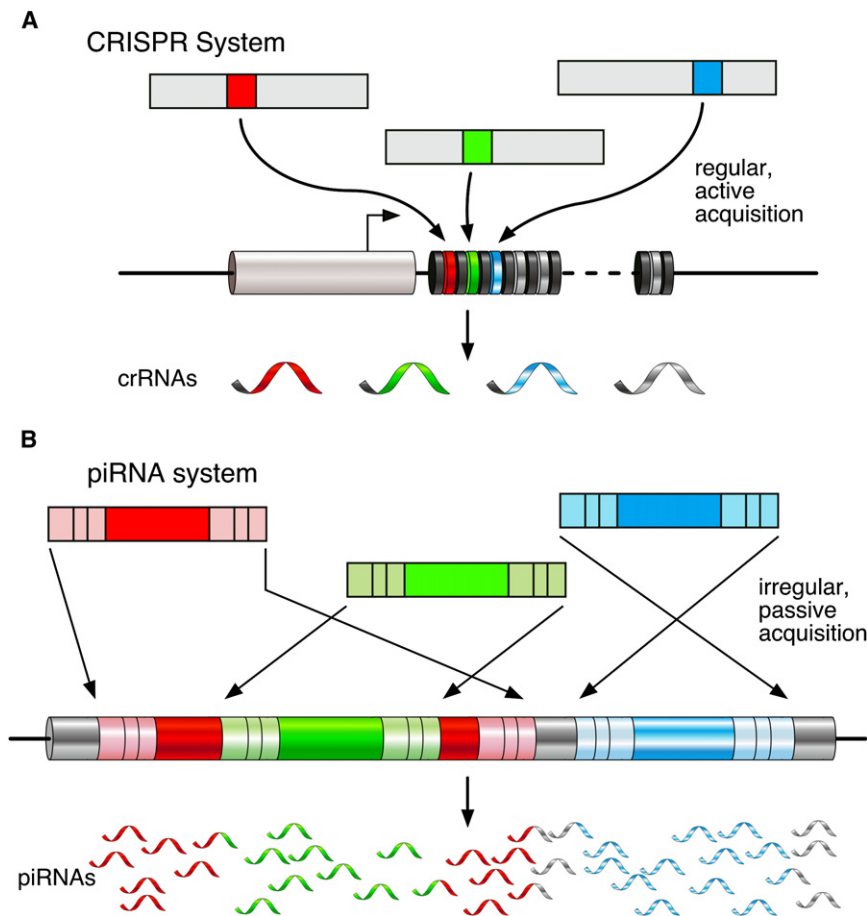 A
CRISPR System
regular,
active
acquisition
crRNAs
B
piRNA system
irregular,
passive
acquisition
piRNAs